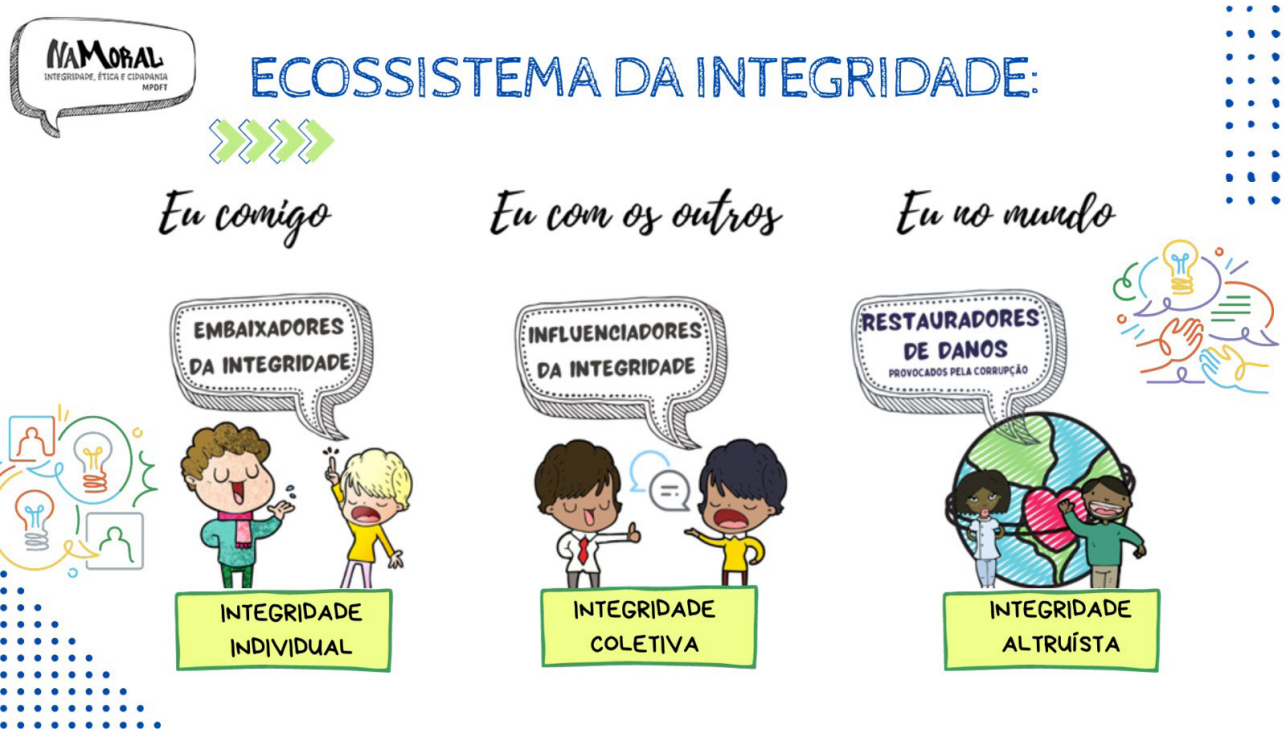 NAMORAL
INTEGRIDADE, ÉTICA E CIDADANIA
MPDFT
ECOSSISTEMA DA INTEGRIDADE:
Eu comigo
Eu com os outros
Eu no mundo
EMBAIXADORES
DA INTEGRIDADE
INFLUENCIADORES
DA INTEGRIDADE
RESTAURADORES
DE DANOS
PROVOCADOS PELA CORRUPÇÃO
INTEGRIDADE
INDIVIDUAL
INTEGRIDADE
COLETIVA
INTEGRIDADE
ALTRUÍSTA